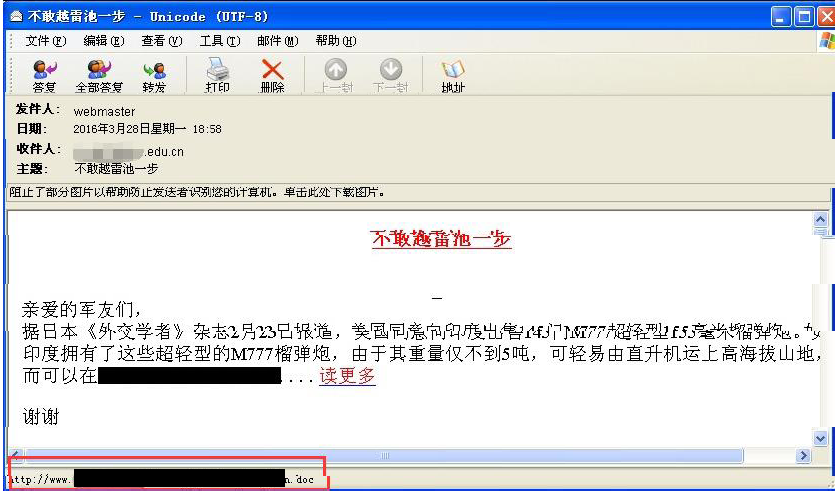 不敢越雷池一步 - Unicode (UTF-8)
文件(F) 编辑(E) 查看(V) 工具(T) 邮件(M) 帮助(H)
答复 全部答复 转发 打印 删除 上一封 下一封 地址
发件人: webmaster
日期: 2016年3月28日星期一 18:58
收件人: .edu.cn
主题: 不敢越雷池一步
阻止了部分图片以帮助防止发送者识别您的计算机。单击此处下载图片。
不敢越雷池一步
亲爱的军友们，
据日本《外交学者》杂志2月23日报道，美国同意向印度出售145门M777超轻型155毫米榴弹炮。
印度拥有了这些超轻型的M777榴弹炮，由于其重量仅不到5吨，可轻易由直升机运上高海拔山地，
而可以在 ... 读更多
谢谢
http://www. n.doc